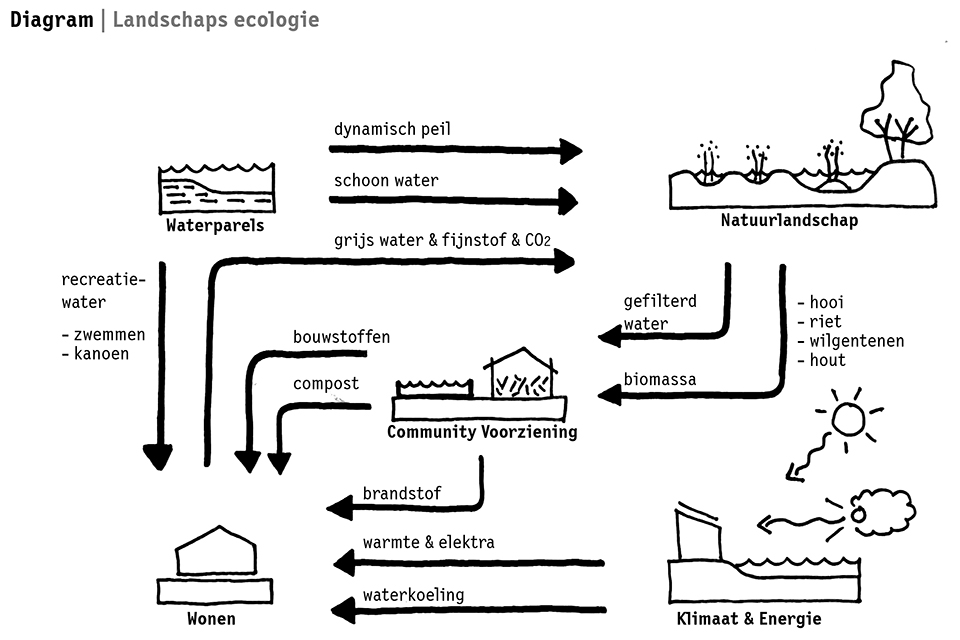 Diagram | Landschaps ecologie
dynamisch peil
schoon water
Waterparels
Natuurlandschap
grijs water & fijnstof & CO2
recreatie-
water
- zwemmen
- kanoen
gefilterd
water
- hooi
- riet
- wilgentenen
- hout
bouwstoffen
compost
biomassa
Community Voorziening
brandstof
warmte & elektra
waterkoeling
Wonen
Klimaat & Energie